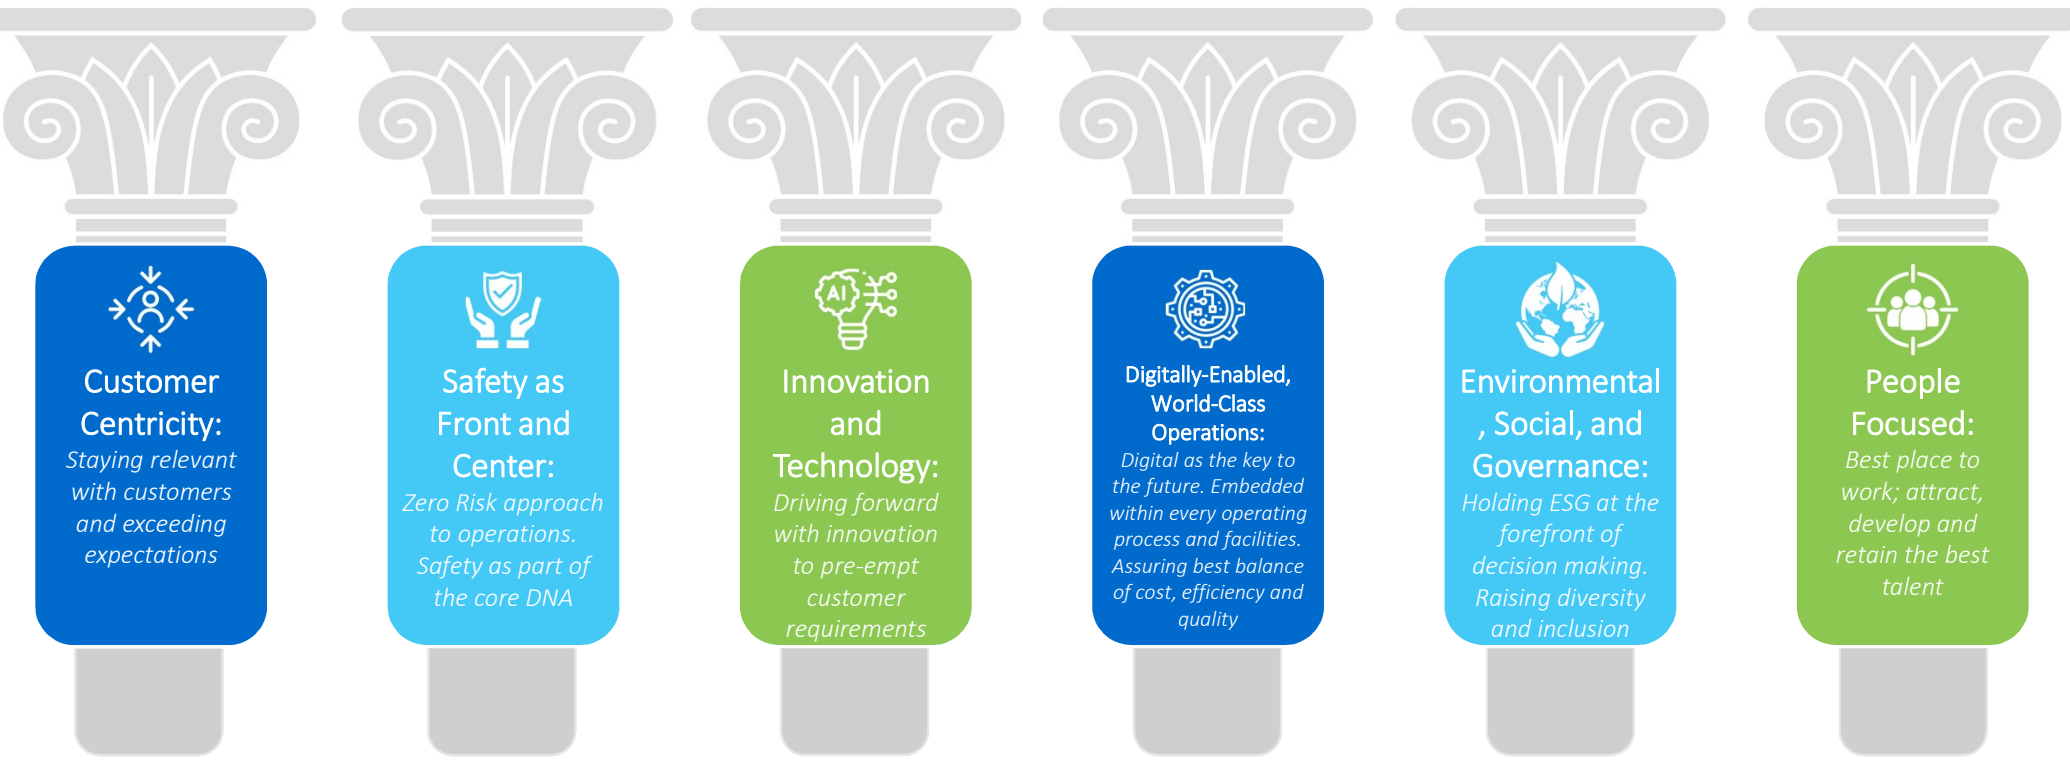 Customer
Centricity:
Staying relevant
with customers
and exceeding
expectations
Safety as
Front and
Center:
Zero Risk approach
to operations.
Safety as part of
the core DNA
AI
Innovation
and
Technology:
Driving forward
with innovation
to pre-empt
customer
requirements
Digitally-Enabled,
World-Class
Operations:
Digital as the key to
the future. Embedded
within every operating
process and facilities.
Assuring best balance
of cost, efficiency and
quality
Environmental
, Social, and
Governance:
Holding ESG at the
forefront of
decision making.
Raising diversity
and inclusion
People
Focused:
Best place to
work; attract,
develop and
retain the best
talent